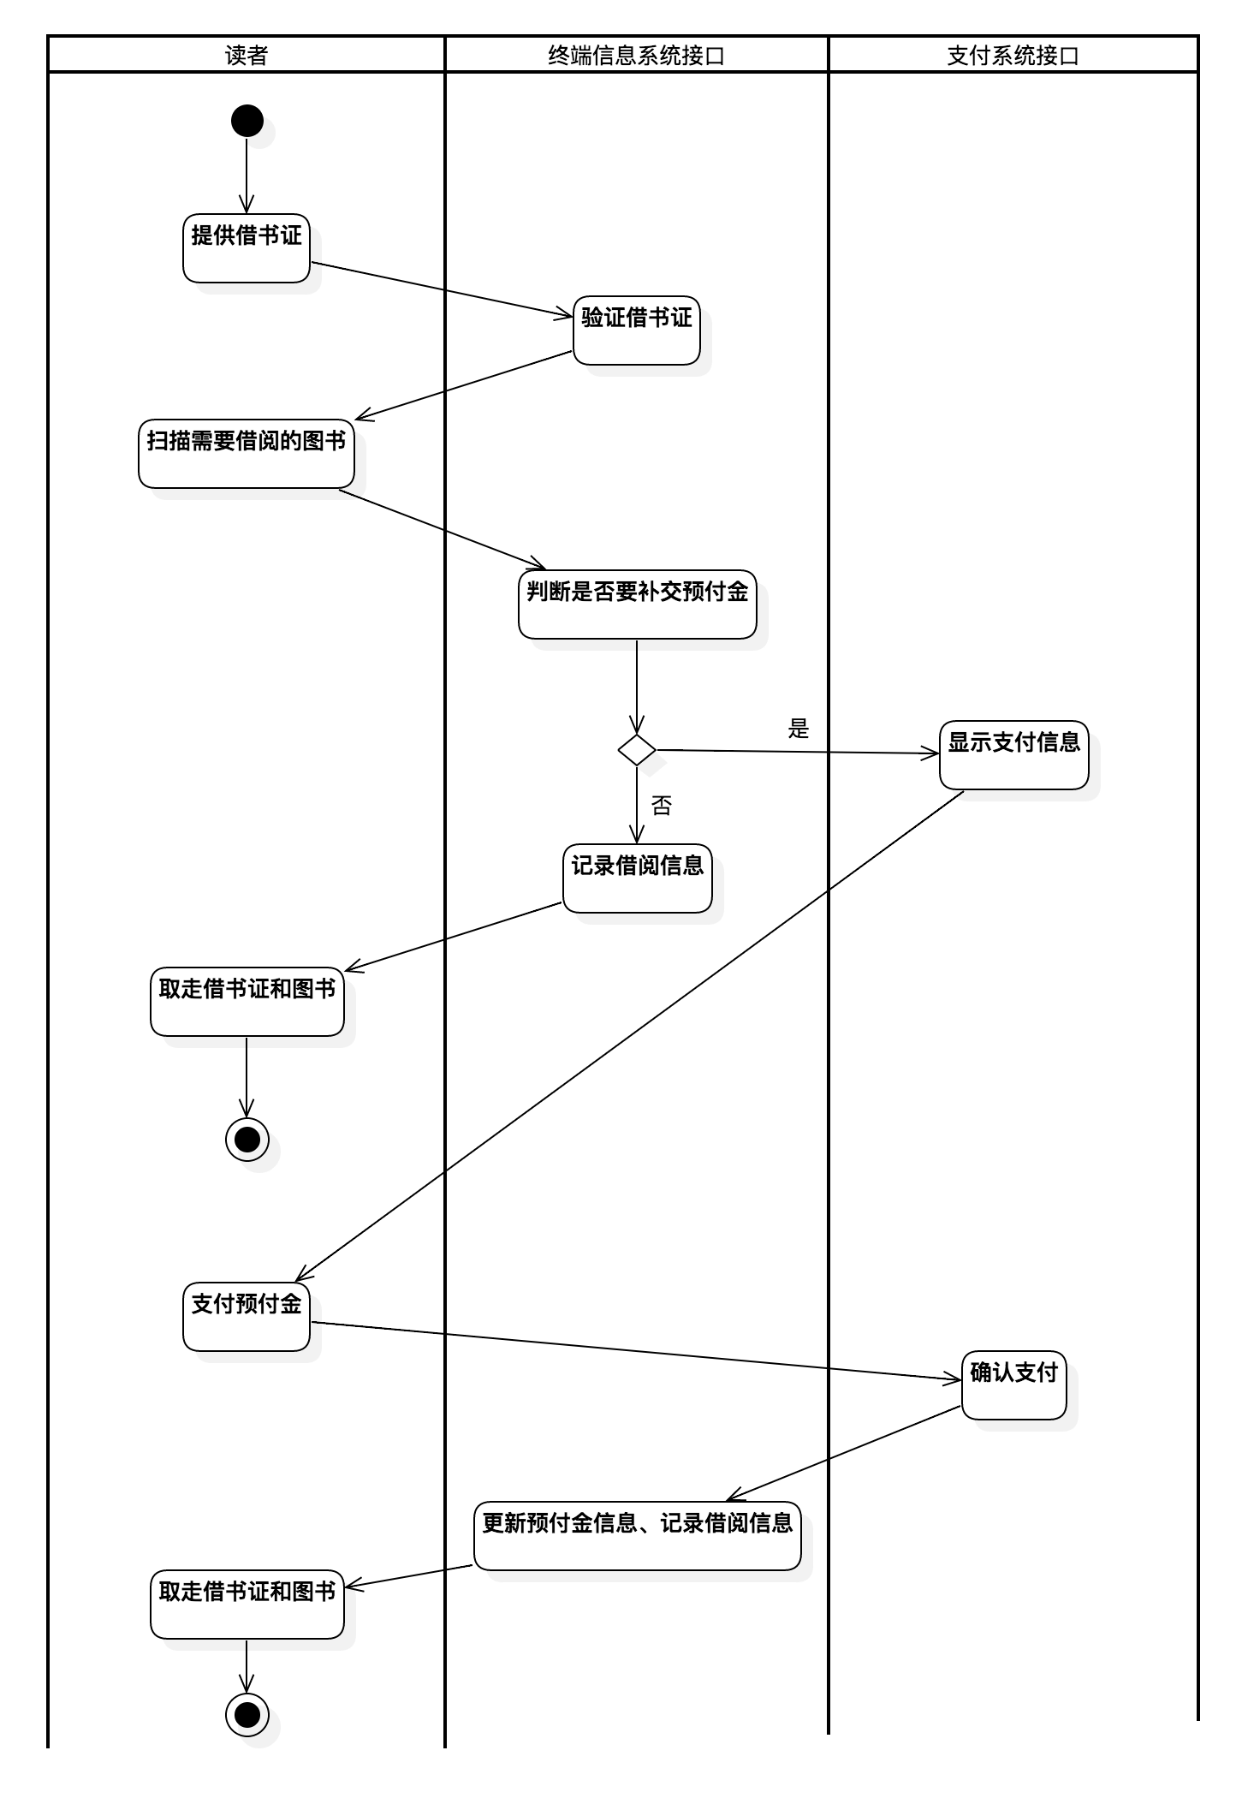 读者
终端信息系统接口
支付系统接口
提供借书证
验证借书证
扫描需要借阅的图书
判断是否要补交预付金
是
显示支付信息
否
记录借阅信息
取走借书证和图书
支付预付金
确认支付
更新预付金信息、记录借阅信息
取走借书证和图书